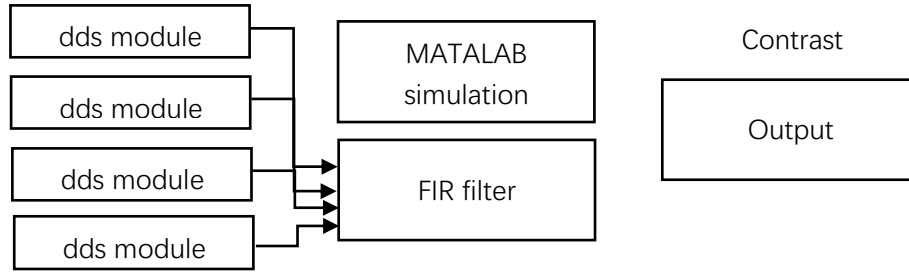 dds module
dds module
dds module
dds module
MATALAB
simulation
FIR filter
Contrast
Output